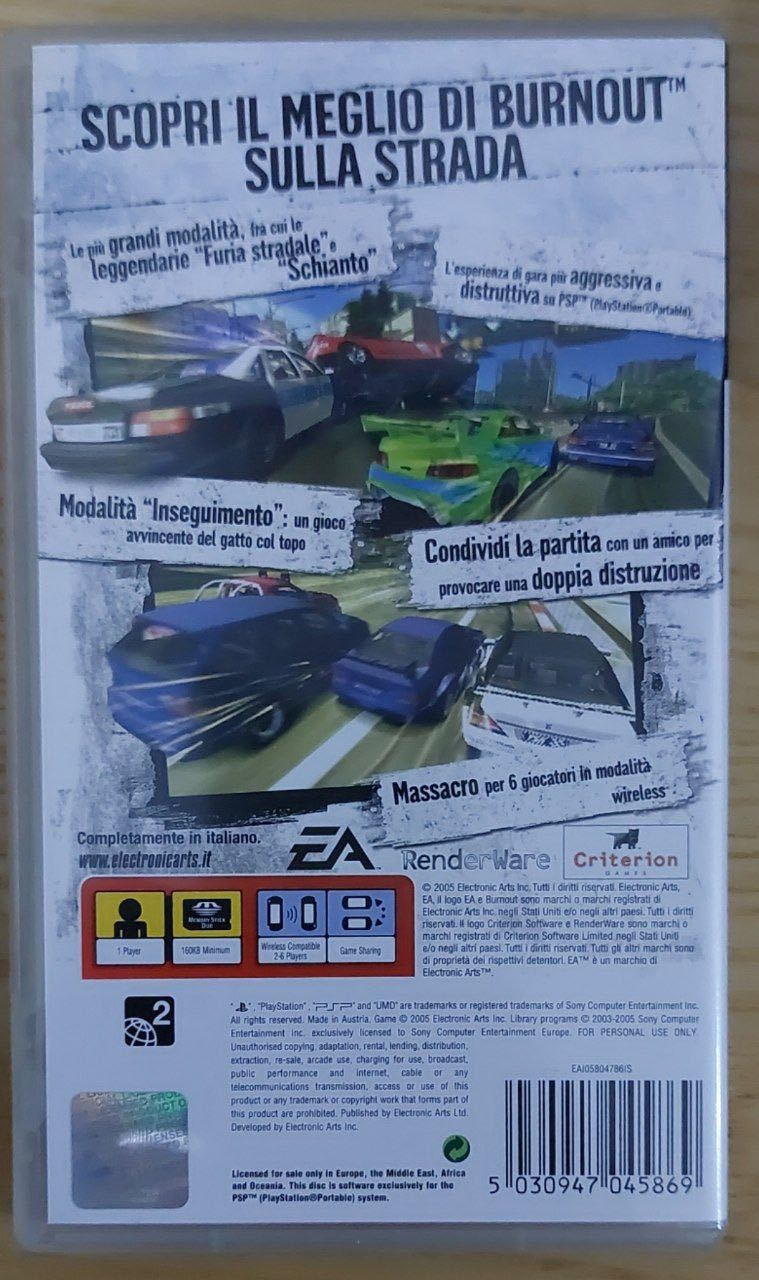 SCOPRI IL MEGLIO DI BURNOUT™
SULLA STRADA
Le più grandi modalità, fra cui le
leggendarie "Furia stradale" e
"Schianto"
L'esperienza di gara più aggressiva e
distruttiva su PSP™ (PlayStation®Portable)
Modalità "Inseguimento": un gioco
avvincente del gatto col topo
Condividi la partita con un amico per
provocare una doppia distruzione
Massacro per 6 giocatori in modalità
wireless
Completamente in italiano.
www.electronicarts.it
EA™
RenderWare
Criterion
GAMES
1 Player
MEMORY STICK
DUO
160KB Minimum
Wireless Compatible
2-6 Players
Game Sharing
© 2005 Electronic Arts Inc. Tutti i diritti riservati. Electronic Arts,
EA, il logo EA e Burnout sono marchi o marchi registrati di
Electronic Arts Inc. negli Stati Uniti e/o negli altri paesi. Tutti i diritti
riservati. Il logo Criterion Software e RenderWare sono marchi o
marchi registrati di Criterion Software Limited negli Stati Uniti
e/o negli altri paesi. Tutti i diritti riservati. Tutti gli altri marchi sono
di proprietà dei rispettivi detentori. EA™ è un marchio di
Electronic Arts™.
2
" ", "PlayStation", "PSP" and "UMD" are trademarks or registered trademarks of Sony Computer Entertainment Inc.
All rights reserved. Made in Austria. Game © 2005 Electronic Arts Inc. Library programs © 2003-2005 Sony Computer
Entertainment Inc. exclusively licensed to Sony Computer Entertainment Europe. FOR PERSONAL USE ONLY.
Unauthorised copying, adaptation, rental, lending, distribution,
extraction, re-sale, arcade use, charging for use, broadcast,
public performance and internet, cable or any
telecommunications transmission, access or use of this
product or any trademark or copyright work that forms part of
this product are prohibited. Published by Electronic Arts Ltd.
Developed by Electronic Arts Inc.
EAI05804786IS
Licensed for sale only in Europe, the Middle East, Africa
and Oceania. This disc is software exclusively for the
PSP™ (PlayStation®Portable) system.
5 030947 045869